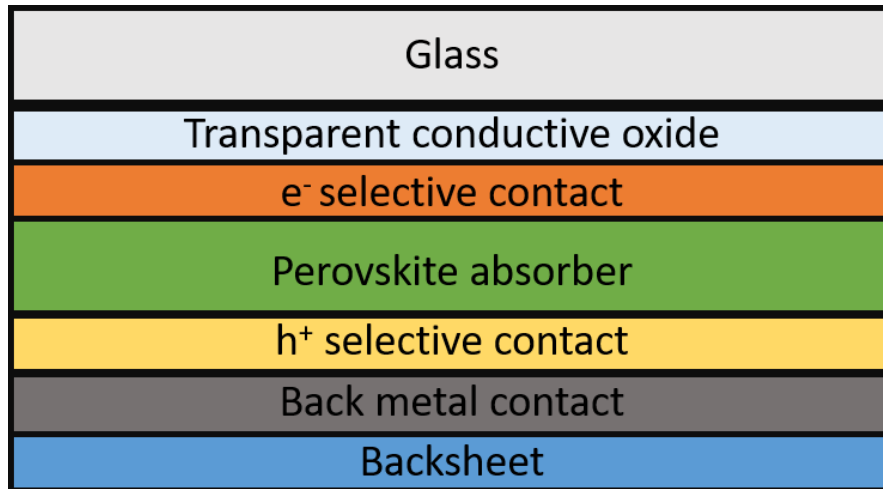 Glass
Transparent conductive oxide
e⁻ selective contact
Perovskite absorber
h⁺ selective contact
Back metal contact
Backsheet